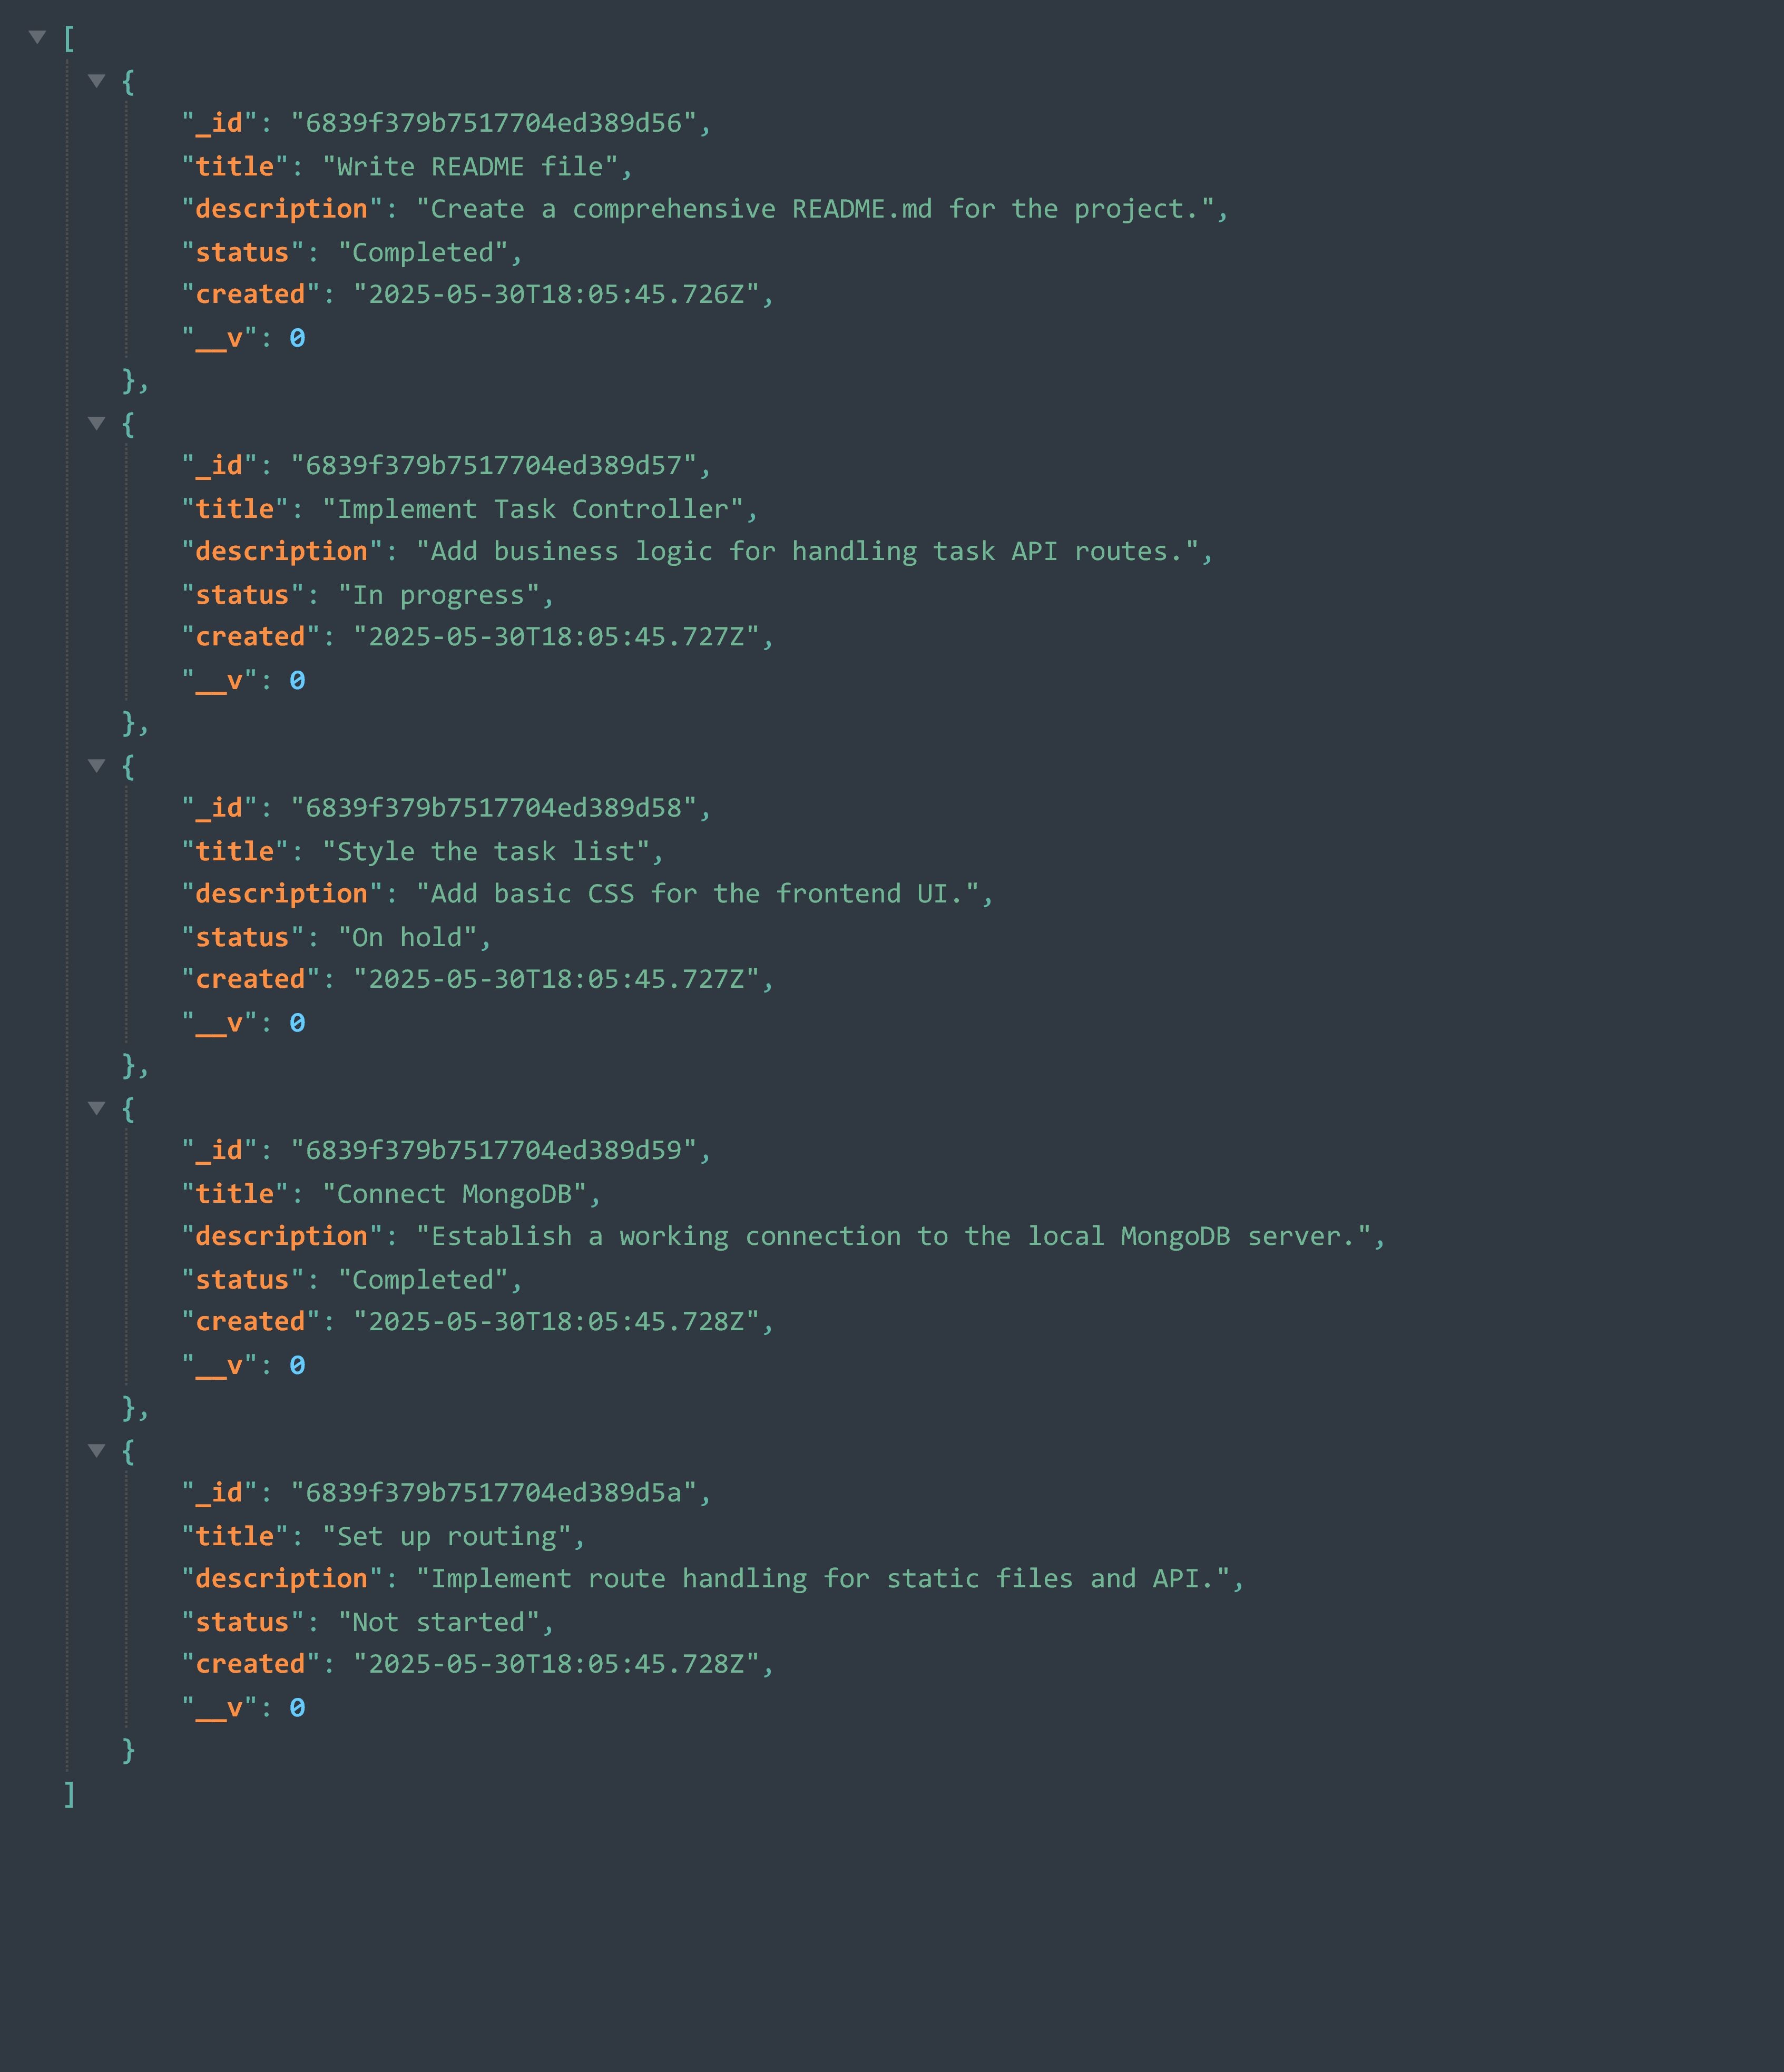 [
{
"_id": "6839f379b7517704ed389d56",
"title": "Write README file",
"description": "Create a comprehensive README.md for the project.",
"status": "Completed",
"created": "2025-05-30T18:05:45.726Z",
"__v": 0
},
{
"_id": "6839f379b7517704ed389d57",
"title": "Implement Task Controller",
"description": "Add business logic for handling task API routes.",
"status": "In progress",
"created": "2025-05-30T18:05:45.727Z",
"__v": 0
},
{
"_id": "6839f379b7517704ed389d58",
"title": "Style the task list",
"description": "Add basic CSS for the frontend UI.",
"status": "On hold",
"created": "2025-05-30T18:05:45.727Z",
"__v": 0
},
{
"_id": "6839f379b7517704ed389d59",
"title": "Connect MongoDB",
"description": "Establish a working connection to the local MongoDB server.",
"status": "Completed",
"created": "2025-05-30T18:05:45.728Z",
"__v": 0
},
{
"_id": "6839f379b7517704ed389d5a",
"title": "Set up routing",
"description": "Implement route handling for static files and API.",
"status": "Not started",
"created": "2025-05-30T18:05:45.728Z",
"__v": 0
}
]